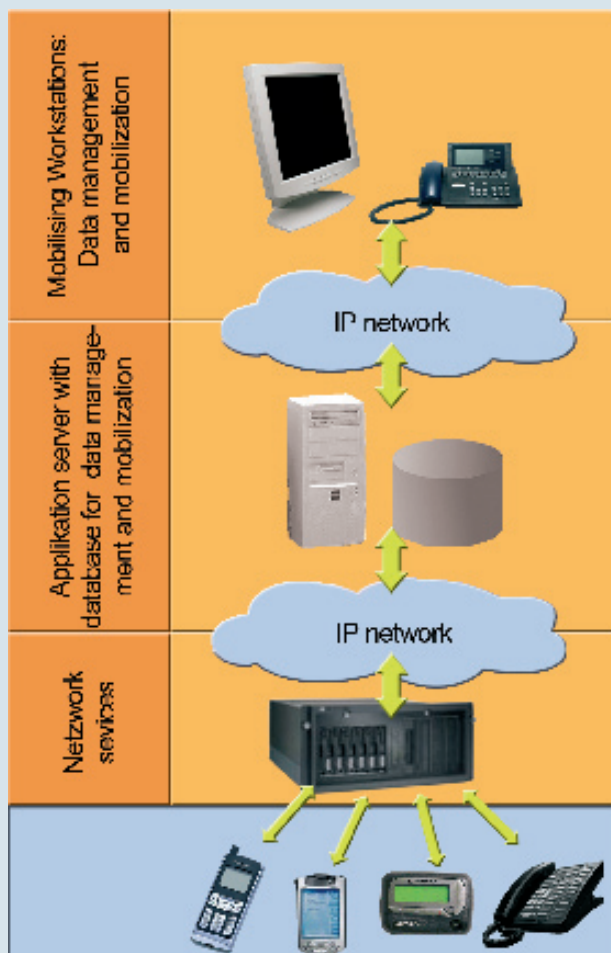 Mobilising Workstations:
Data management
and mobilization
IP network
Applikation server with
database for data manage-
ment and mobilization
IP network
Netzwork
sevices